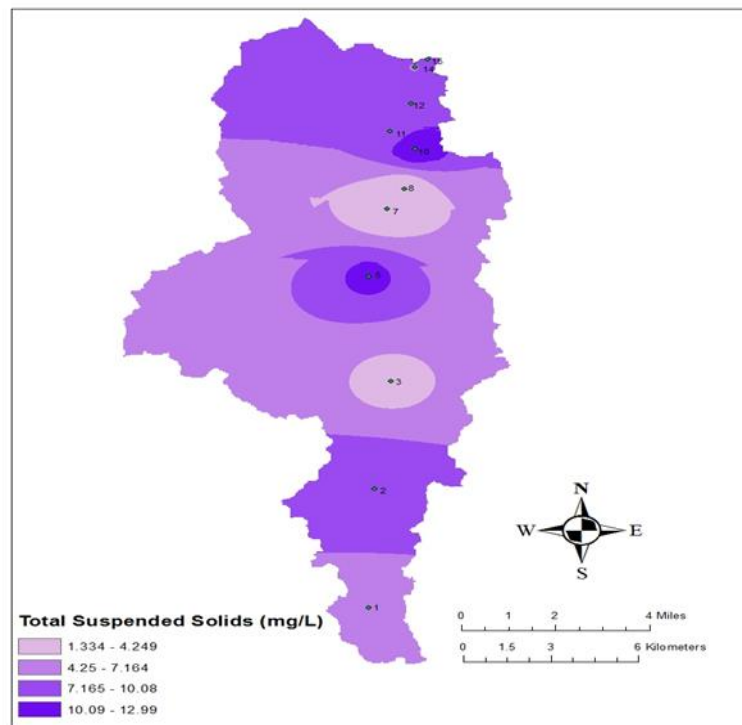 15
14
12
11
10
8
7
3
2
1
N
W E
S
Total Suspended Solids (mg/L)
1.334 - 4.249
4.25 - 7.164
7.165 - 10.08
10.09 - 12.99
0 1 2 4 Miles
0 1.5 3 6 Kilometers